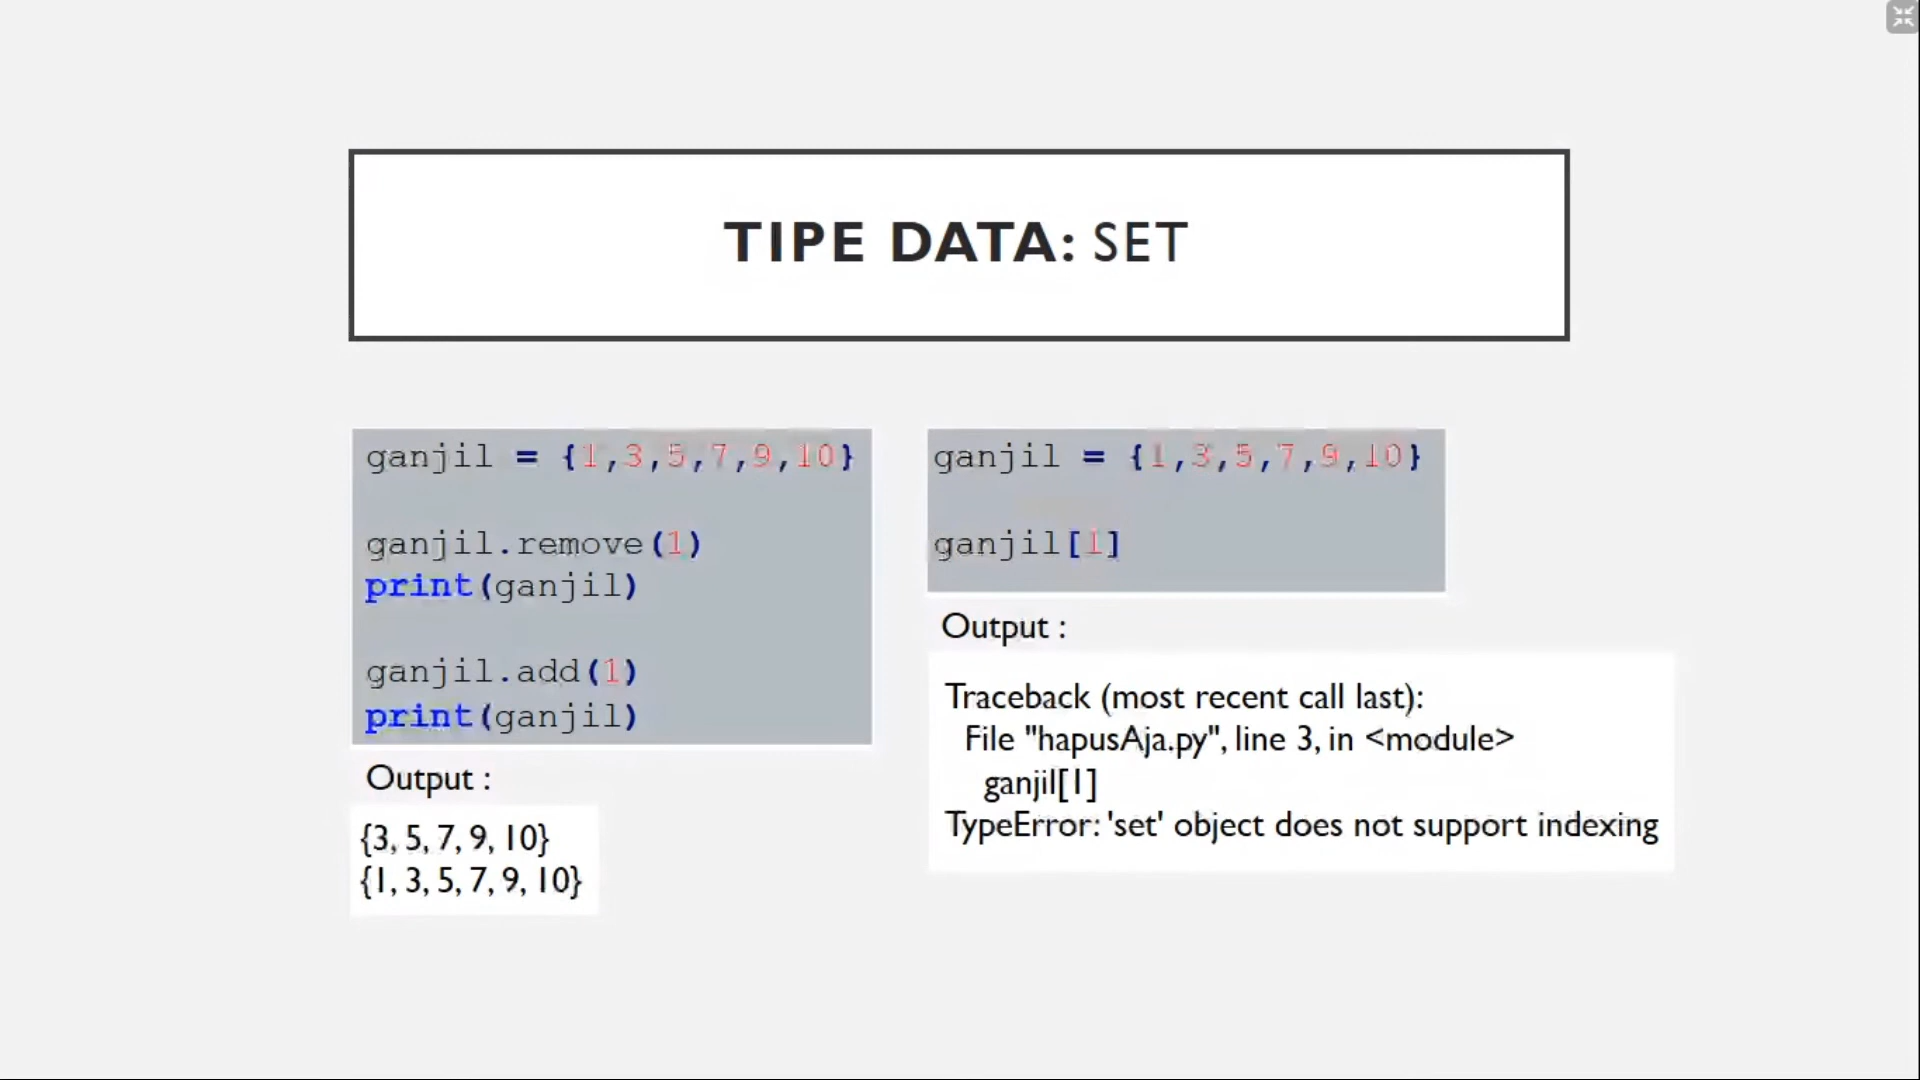 TIPE DATA: SET
ganjil = {1,3,5,7,9,10}
ganjil.remove(1)
print(ganjil)
ganjil.add(1)
print(ganjil)
Output :
{3, 5, 7, 9, 10}
{1, 3, 5, 7, 9, 10}
ganjil = {1,3,5,7,9,10}
ganjil[1]
Output :
Traceback (most recent call last):
File "hapusAja.py", line 3, in <module>
ganjil[1]
TypeError: 'set' object does not support indexing